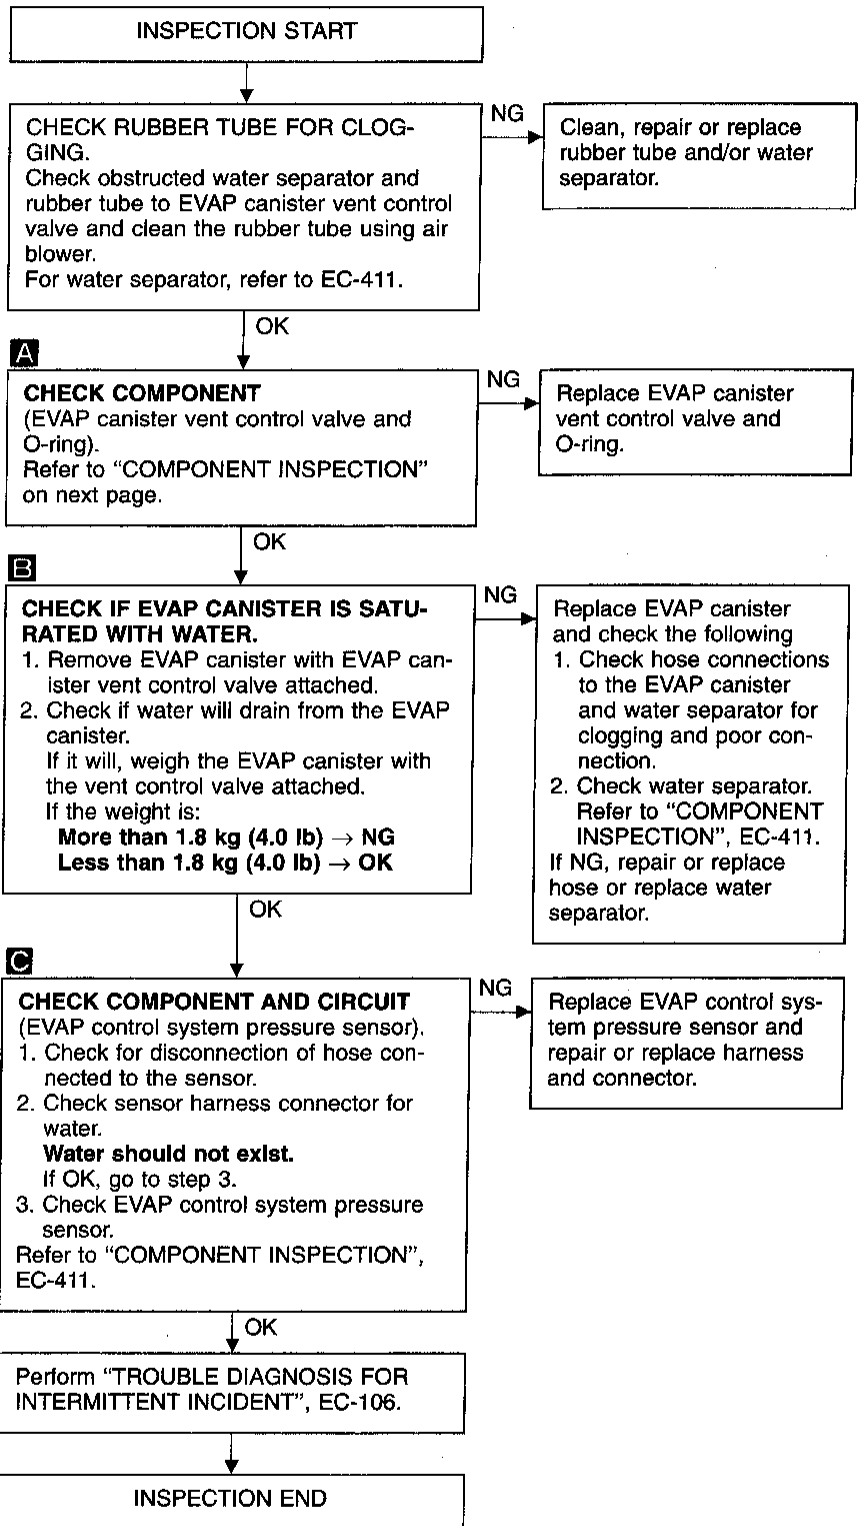 INSPECTION START
CHECK RUBBER TUBE FOR CLOG-
GING.
Check obstructed water separator and
rubber tube to EVAP canister vent control
valve and clean the rubber tube using air
blower.
For water separator, refer to EC-411.
NG
Clean, repair or replace
rubber tube and/or water
separator.
OK
A
CHECK COMPONENT
(EVAP canister vent control valve and
O-ring).
Refer to “COMPONENT INSPECTION”
on next page.
NG
Replace EVAP canister
vent control valve and
O-ring.
OK
B
CHECK IF EVAP CANISTER IS SATU-
RATED WITH WATER.
1. Remove EVAP canister with EVAP can-
ister vent control valve attached.
2. Check if water will drain from the EVAP
canister.
If it will, weigh the EVAP canister with
the vent control valve attached.
If the weight is:
More than 1.8 kg (4.0 lb) → NG
Less than 1.8 kg (4.0 lb) → OK
NG
Replace EVAP canister
and check the following
1. Check hose connections
to the EVAP canister
and water separator for
clogging and poor con-
nection.
2. Check water separator.
Refer to “COMPONENT
INSPECTION”, EC-411.
If NG, repair or replace
hose or replace water
separator.
OK
C
CHECK COMPONENT AND CIRCUIT
(EVAP control system pressure sensor).
1. Check for disconnection of hose con-
nected to the sensor.
2. Check sensor harness connector for
water.
Water should not exist.
If OK, go to step 3.
3. Check EVAP control system pressure
sensor.
Refer to “COMPONENT INSPECTION”,
EC-411.
NG
Replace EVAP control sys-
tem pressure sensor and
repair or replace harness
and connector.
OK
Perform “TROUBLE DIAGNOSIS FOR
INTERMITTENT INCIDENT”, EC-106.
INSPECTION END